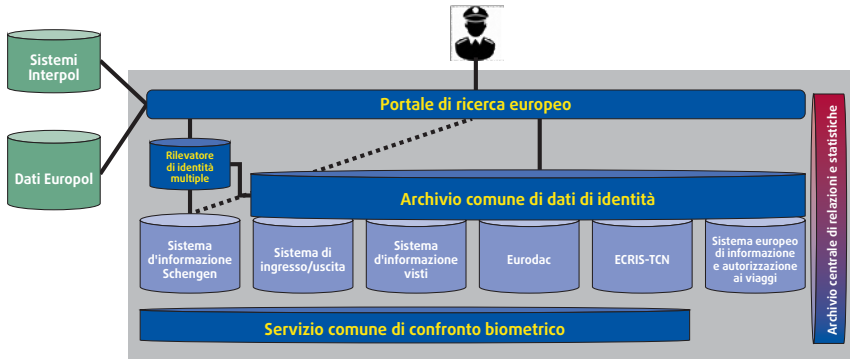 Sistemi
Interpol
Portale di ricerca europeo
Dati Europol
Rilevatore
di identità
multiple
Archivio comune di dati di identità
Sistema
d'informazione
Schengen
Sistema di
ingresso/uscita
Sistema
d'informazione
visti
Eurodac
ECRIS-TCN
Sistema europeo
di informazione
e autorizzazione
ai viaggi
Servizio comune di confronto biometrico
Archivio centrale di relazioni e statistiche